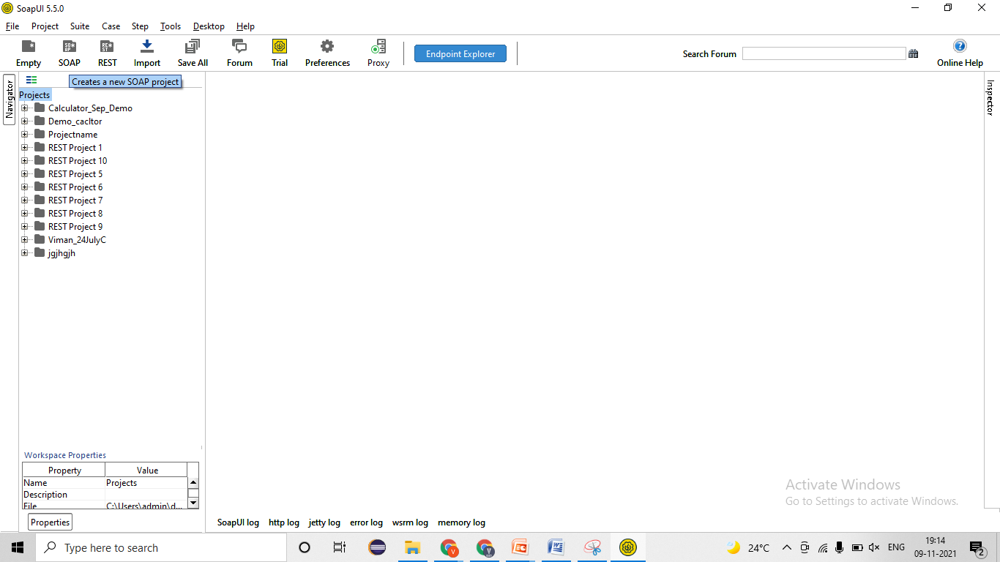 SoapUI 5.5.0
File Project Suite Case Step Tools Desktop Help
Empty SOAP REST Import Save All Forum Trial Preferences Proxy Endpoint Explorer Search Forum Online Help
Creates a new SOAP project
Navigator
Inspector
Projects
Calculator_Sep_Demo
Demo_cacltor
Projectname
REST Project 1
REST Project 10
REST Project 5
REST Project 6
REST Project 7
REST Project 8
REST Project 9
Viman_24JulyC
jgjhgjh
Workspace Properties
Property Value
Name Projects
Description
File C:\Users\admin\d...
Activate Windows
Go to Settings to activate Windows.
Properties
SoapUI log http log jetty log error log wsrm log memory log
Type here to search
24°C ENG 19:14
09-11-2021 2